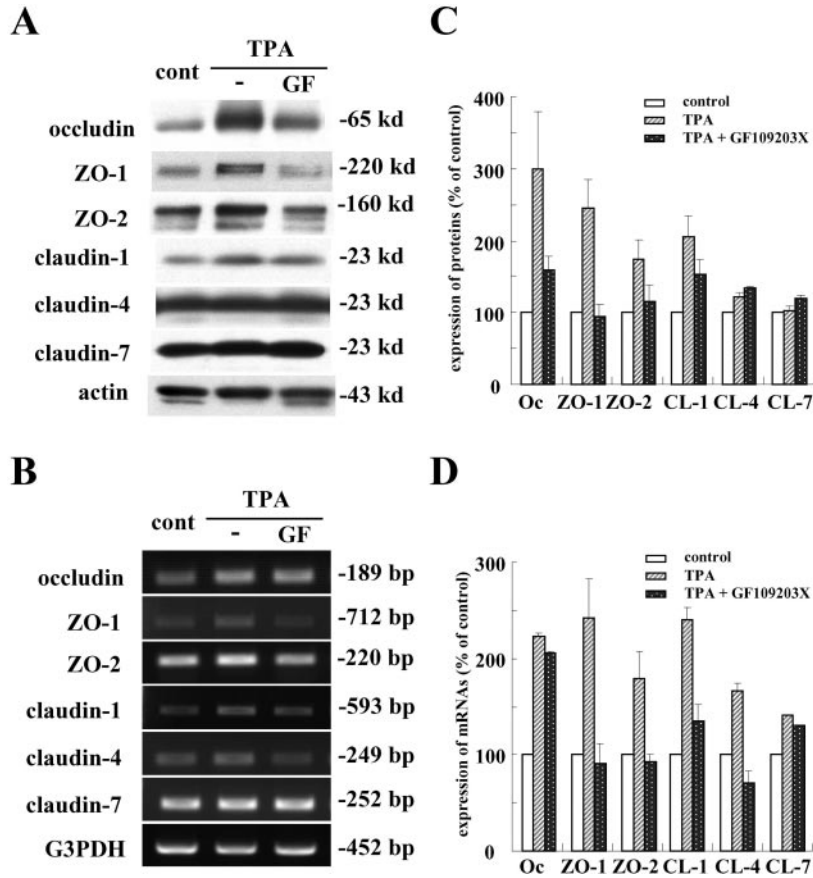 A
cont
TPA
- GF
occludin -65 kd
ZO-1 -220 kd
ZO-2 -160 kd
claudin-1 -23 kd
claudin-4 -23 kd
claudin-7 -23 kd
actin -43 kd
B
cont
TPA
- GF
occludin -189 bp
ZO-1 -712 bp
ZO-2 -220 bp
claudin-1 -593 bp
claudin-4 -249 bp
claudin-7 -252 bp
G3PDH -452 bp
C
expression of proteins (% of control)
400
300
200
100
0
control
TPA
TPA + GF109203X
Oc ZO-1 ZO-2 CL-1 CL-4 CL-7
D
expression of mRNAs (% of control)
300
200
100
0
control
TPA
TPA + GF109203X
Oc ZO-1 ZO-2 CL-1 CL-4 CL-7